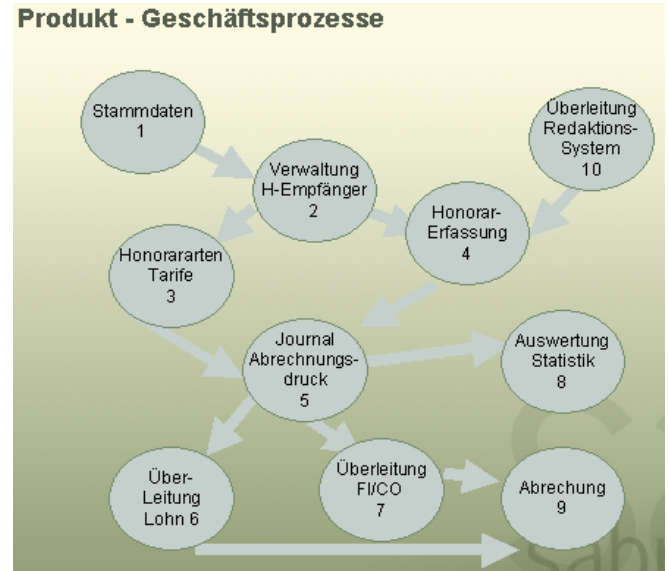 Produkt - Geschäftsprozesse
Stammdaten
1
Überleitung
Redaktions-
System
10
Verwaltung
H-Empfänger
2
Honorar-
Erfassung
4
Honorararten
Tarife
3
Journal
Abrechnungs-
druck
5
Auswertung
Statistik
8
Über-
Leitung
Lohn 6
Überleitung
FI/CO
7
Abrechung
9